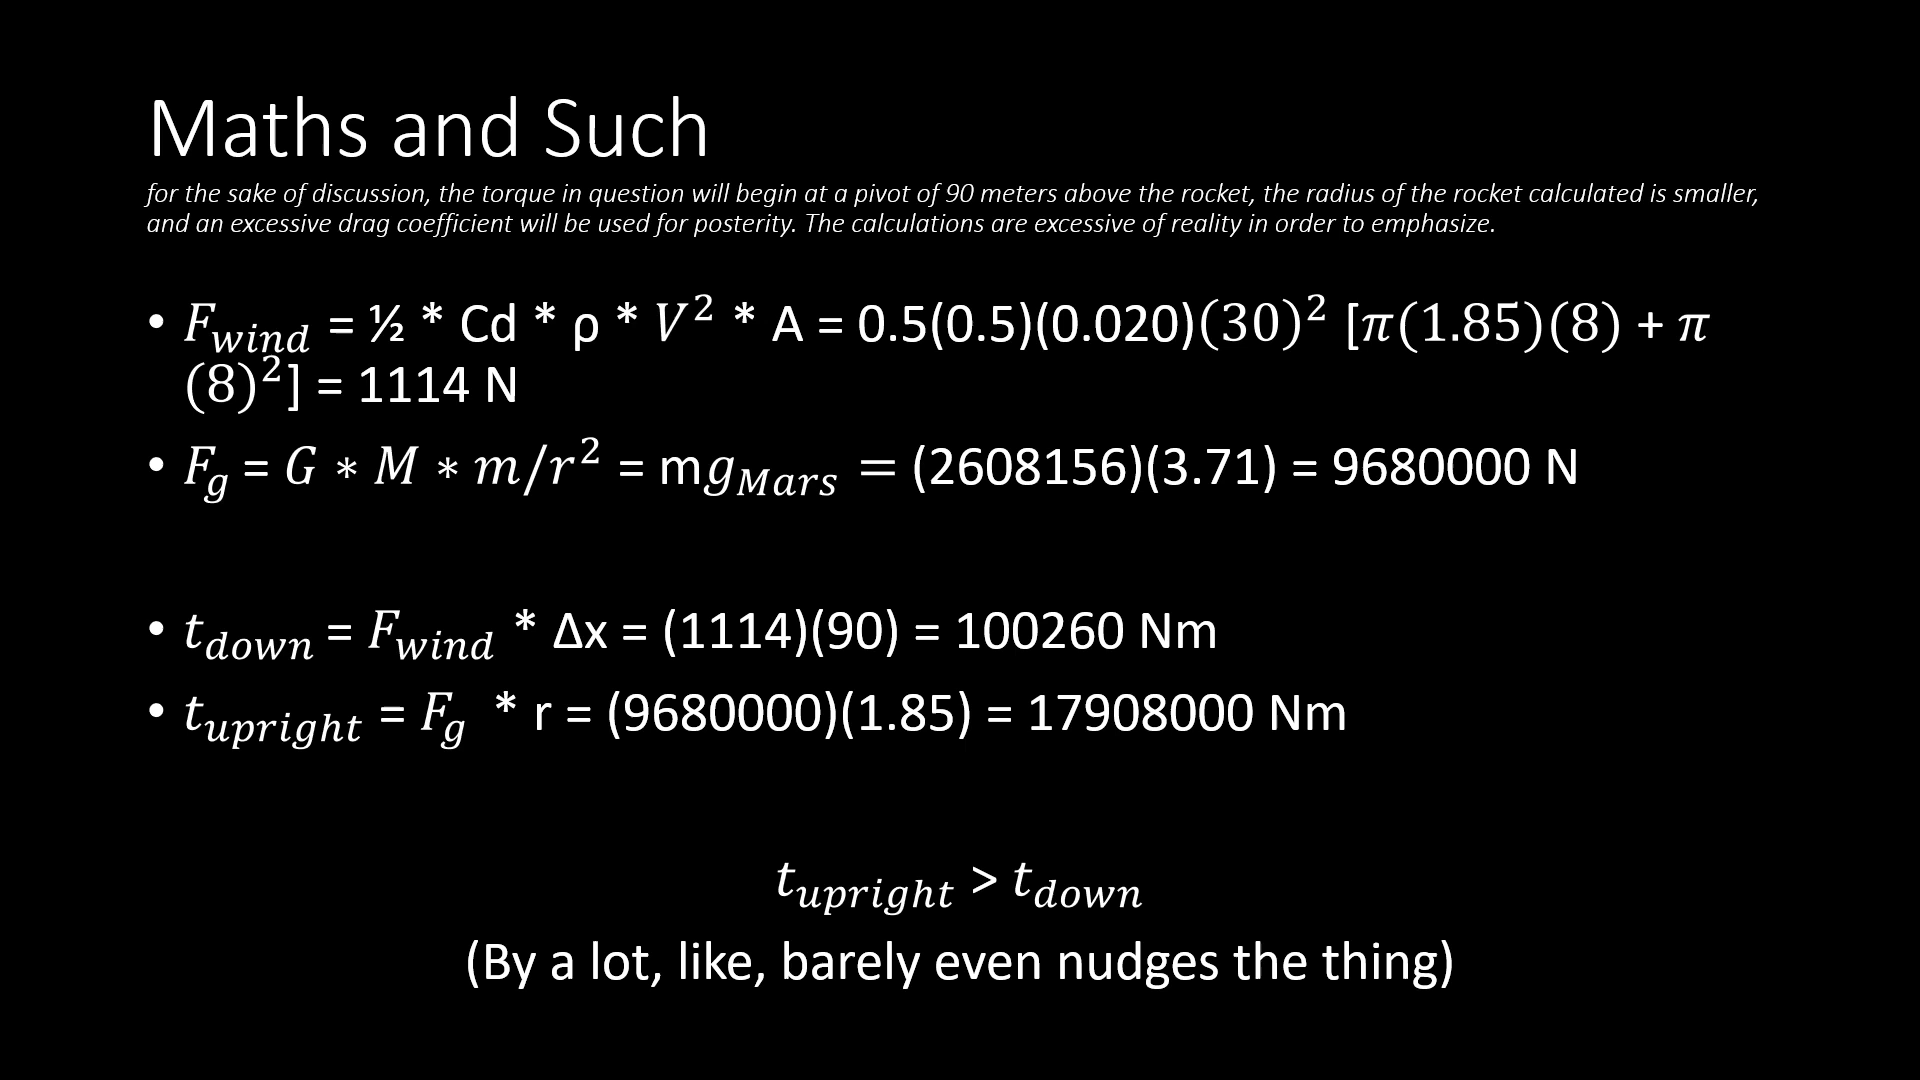 Maths and Such
for the sake of discussion, the torque in question will begin at a pivot of 90 meters above the rocket, the radius of the rocket calculated is smaller,
and an excessive drag coefficient will be used for posterity. The calculations are excessive of reality in order to emphasize.
• F_wind = ½ * Cd * ρ * V² * A = 0.5(0.5)(0.020)(30)² [π(1.85)(8) + π
(8)²] = 1114 N
• F_g = G ∗ M ∗ m/r² = mg_Mars = (2608156)(3.71) = 9680000 N
• t_down = F_wind * Δx = (1114)(90) = 100260 Nm
• t_upright = F_g * r = (9680000)(1.85) = 17908000 Nm
t_upright > t_down
(By a lot, like, barely even nudges the thing)